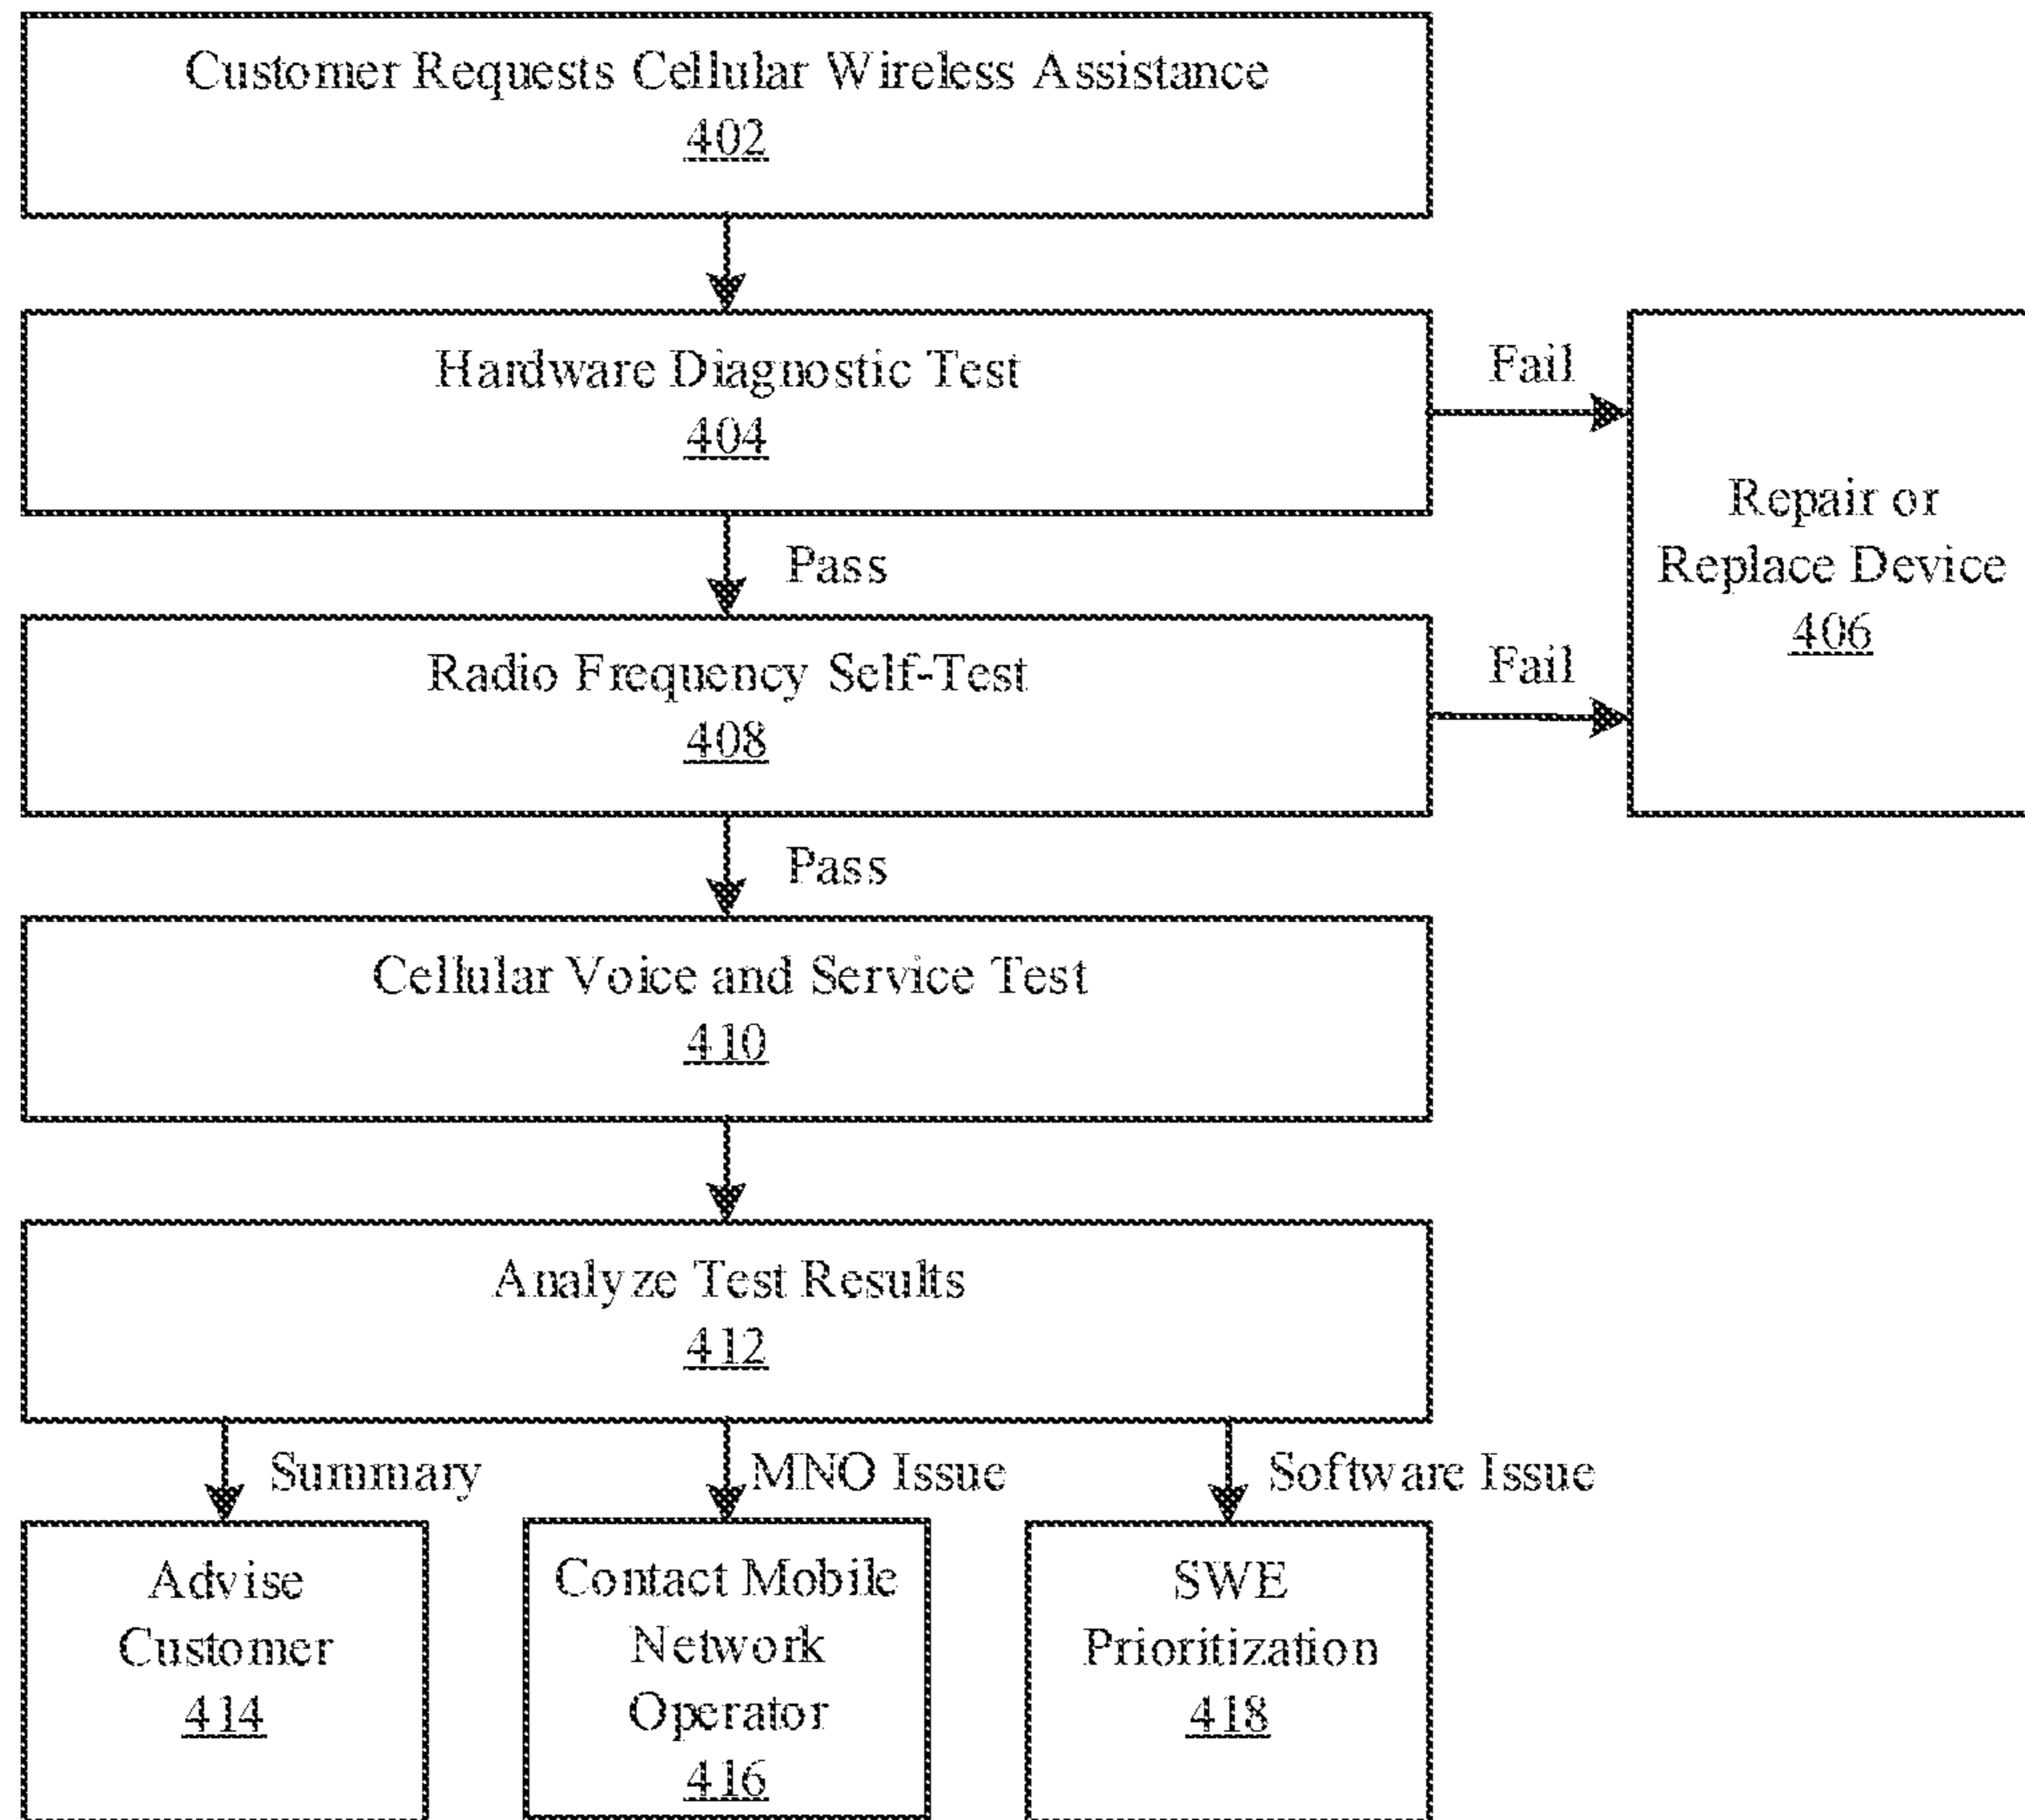 Customer Requests Cellular Wireless Assistance
402
Hardware Diagnostic Test
404
Fail
Repair or
Replace Device
406
Pass
Radio Frequency Self-Test
408
Fail
Pass
Cellular Voice and Service Test
410
Analyze Test Results
412
Summary
MNO Issue
Software Issue
Advise
Customer
414
Contact Mobile
Network
Operator
416
SWE
Prioritization
418